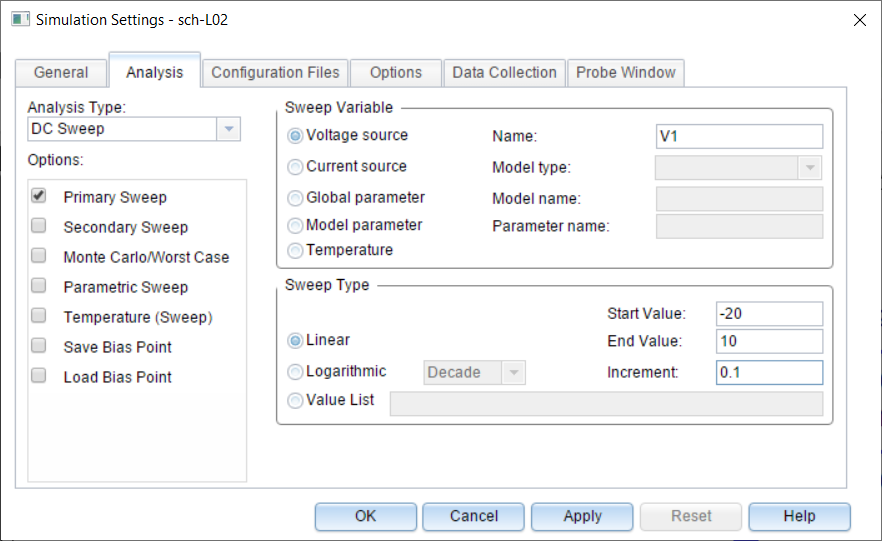 Simulation Settings - sch-L02
General
Analysis
Configuration Files
Options
Data Collection
Probe Window
Analysis Type:
DC Sweep
Options:
Primary Sweep
Secondary Sweep
Monte Carlo/Worst Case
Parametric Sweep
Temperature (Sweep)
Save Bias Point
Load Bias Point
Sweep Variable
Voltage source
Name:
V1
Current source
Model type:
Global parameter
Model name:
Model parameter
Parameter name:
Temperature
Sweep Type
Start Value:
-20
Linear
End Value:
10
Logarithmic
Decade
Increment:
0.1
Value List
OK
Cancel
Apply
Reset
Help